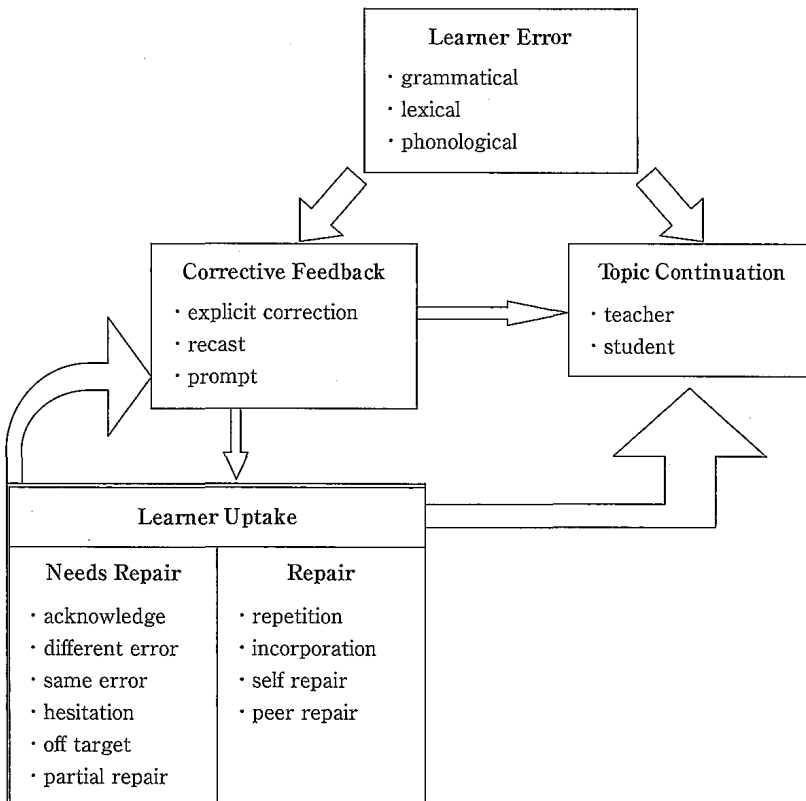 Learner Error
・grammatical
・lexical
・phonological
Corrective Feedback
・explicit correction
・recast
・prompt
Topic Continuation
・teacher
・student
Learner Uptake
Needs Repair
・acknowledge
・different error
・same error
・hesitation
・off target
・partial repair
Repair
・repetition
・incorporation
・self repair
・peer repair